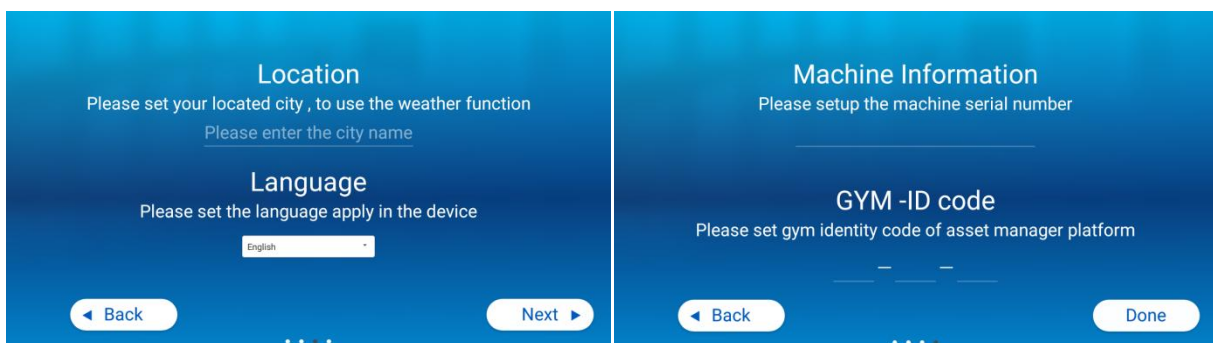 Location
Please set your located city , to use the weather function
Please enter the city name
Language
Please set the language apply in the device
English
Back
Next
Machine Information
Please setup the machine serial number
GYM -ID code
Please set gym identity code of asset manager platform
Back
Done